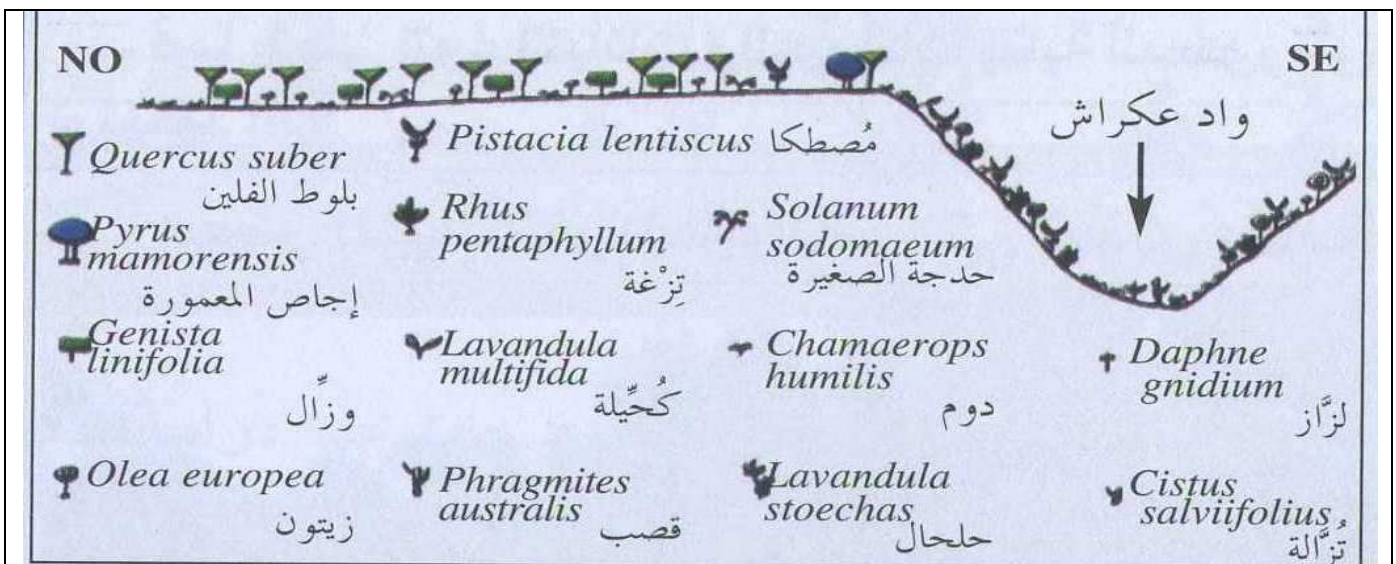 NO
SE
واد عكراش
Quercus suber
بلوط الفلين
Pistacia lentiscus مُصطكا
Pyrus
mamorensis
إجاص المعمورة
Rhus
pentaphyllum
تِزْغة
Solanum
sodomaeum
حدجة الصغيرة
Genista
linifolia
وزَّال
Lavandula
multifida
كُحِّيلة
Chamaerops
humilis
دوم
Daphne
gnidium
لزَّاز
Olea europea
زيتون
Phragmites
australis
قصب
Lavandula
stoechas
حلحال
Cistus
salviifolius
تُزَّالة